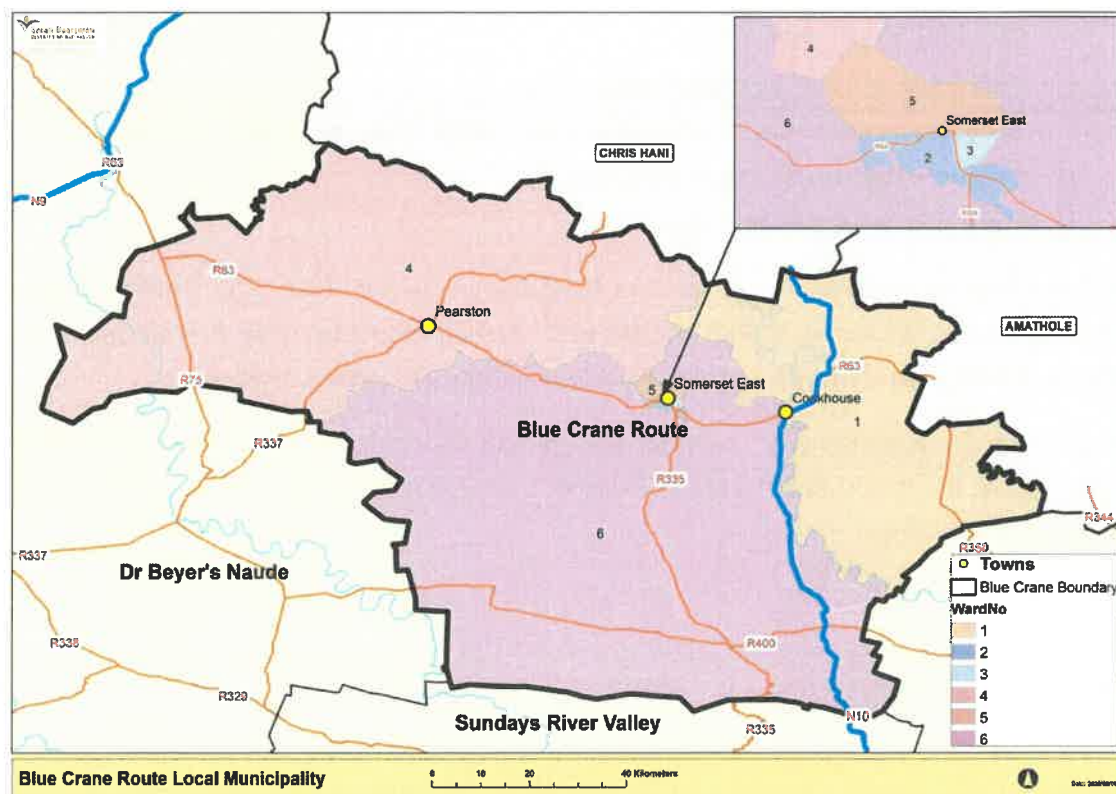 CHRIS HANI
4
5
6
Somerset East
2
3
R63
N9
4
R63
Pearston
AMATHOLE
R63
R75
5
Somerset East
Cookhouse
Blue Crane Route
1
R337
R335
R344
6
R337
Dr Beyer's Naude
R350
Towns
Blue Crane Boundary
WardNo
1
2
3
4
5
6
R400
R335
R329
Sundays River Valley
R335
N10
Blue Crane Route Local Municipality
0 10 20 40 Kilometers